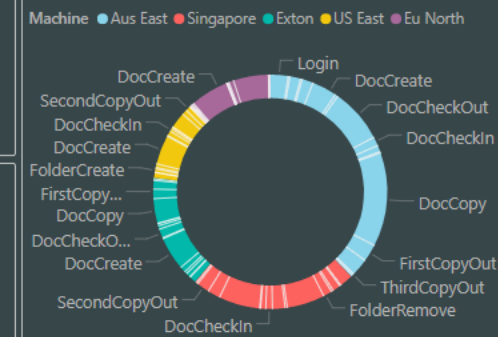 Machine Aus East Singapore Exton US East Eu North
Login
DocCreate
DocCheckOut
DocCheckIn
DocCopy
FirstCopyOut
ThirdCopyOut
FolderRemove
DocCheckIn
SecondCopyOut
DocCreate
DocCheckO...
DocCopy
FirstCopy...
FolderCreate
DocCreate
DocCheckIn
SecondCopyOut
DocCreate